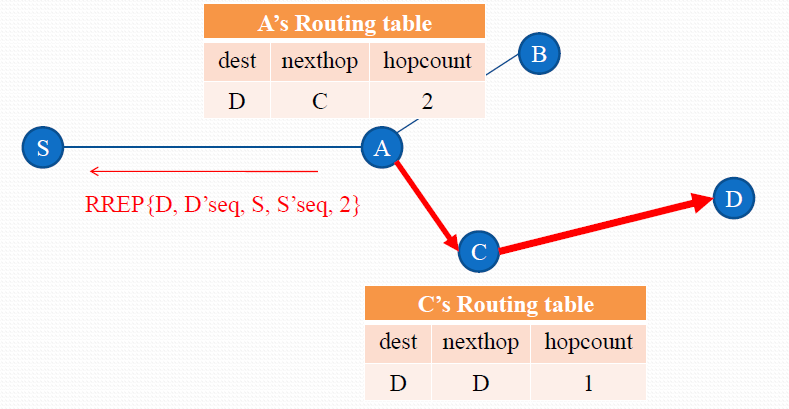 A’s Routing table
dest nexthop hopcount
D C 2
B
S
A
RREP{D, D’seq, S, S’seq, 2}
D
C
C’s Routing table
dest nexthop hopcount
D D 1